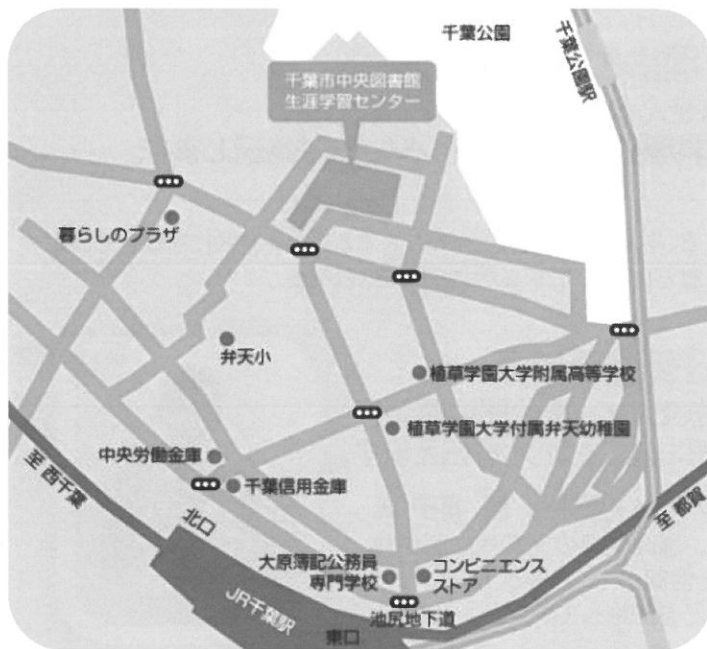 千葉公園
千葉公園駅
千葉市中央図書館
生涯学習センター
暮らしのプラザ
弁天小
植草学園大学附属高等学校
植草学園大学付属弁天幼稚園
中央労働金庫
千葉信用金庫
至 西千葉
至 都賀
北口
大原簿記公務員
専門学校
コンビニエンス
ストア
JR千葉駅
池尻地下道
東口